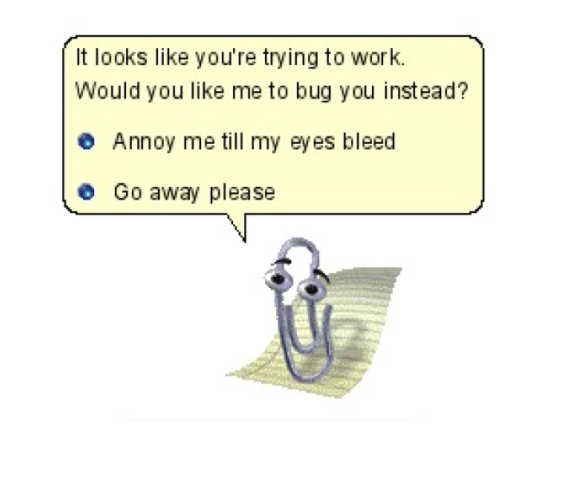 It looks like you're trying to work.
Would you like me to bug you instead?
Annoy me till my eyes bleed
Go away please